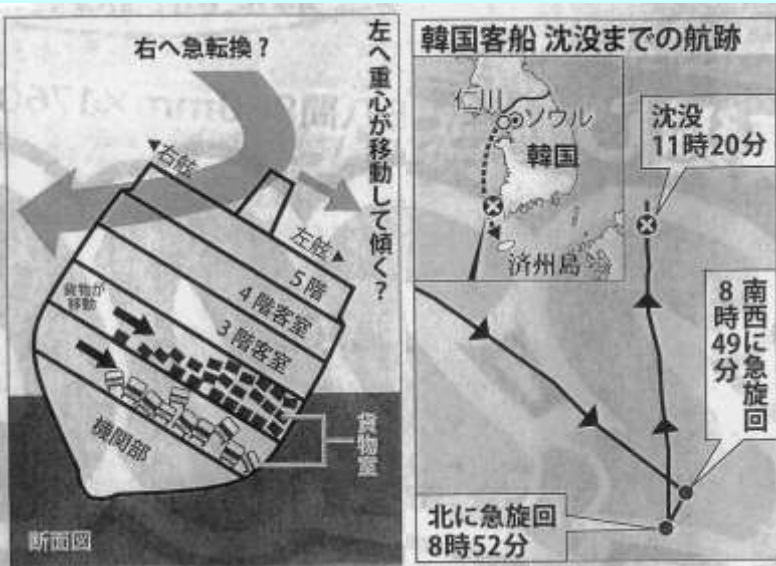 右へ急転換?
左へ重心が移動して傾く?
▼右舷
左舷▶
5階
4階客室
3階客室
貨物が
移動
貨物室
機関部
断面図
韓国客船 沈没までの航跡
仁川
ソウル
韓国
済州島
沈没
11時20分
南西に急旋回
8時49分
北に急旋回
8時52分